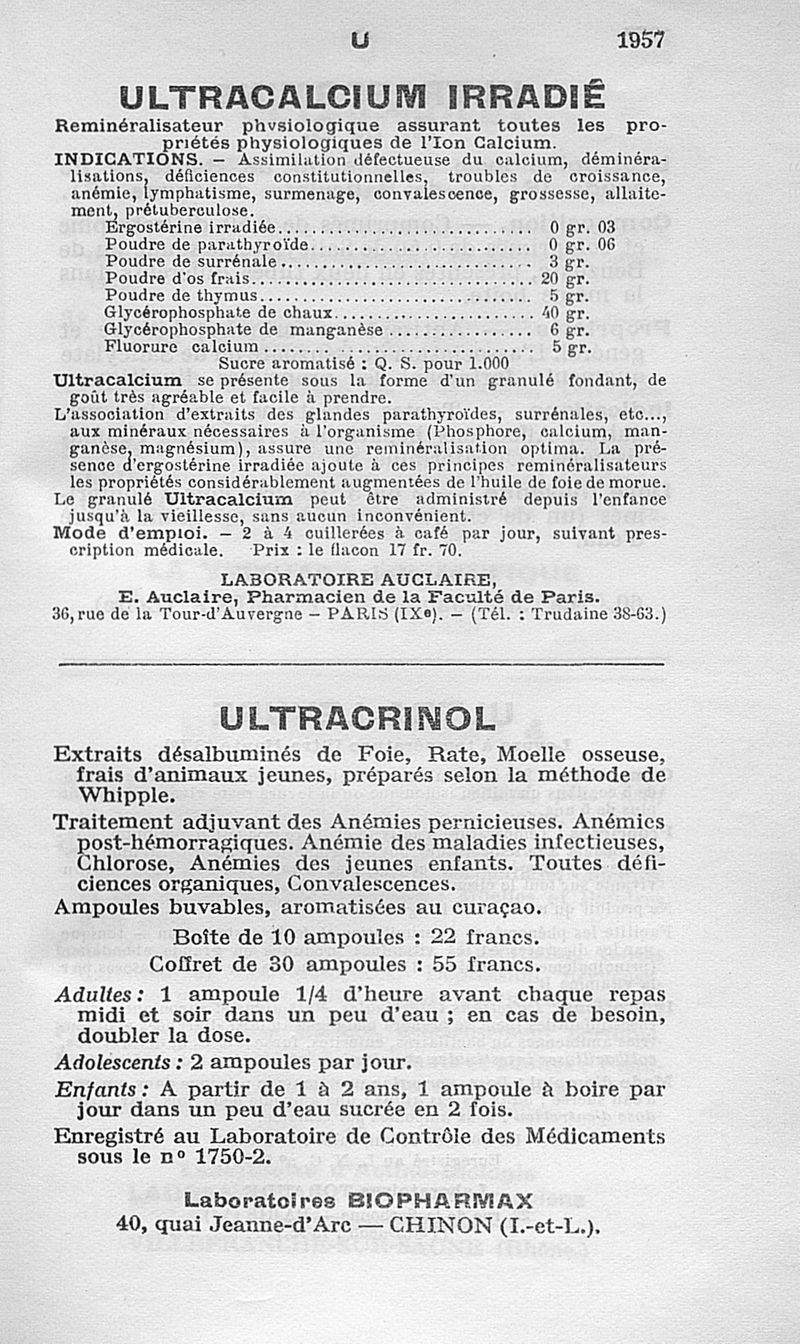 U 1957
ULTRACALCIUM IRRADIÉ
Reminéralisateur physiologique assurant toutes les pro-
priétés physiologiques de l'Ion Calcium.
INDICATIONS. — Assimilation défectueuse du calcium, déminéra-
lisations, déficiences constitutionnelles, troubles de croissance,
anémie, lymphatisme, surmenage, convalescence, grossesse, allaite-
ment, prétuberculose.
Ergostérine irradiée.............................. 0 gr. 03
Poudre de parathyroïde.......................... 0 gr. 06
Poudre de surrénale.............................. 3 gr.
Poudre d'os frais.................................. 20 gr.
Poudre de thymus................................. 5 gr.
Glycérophosphate de chaux........................ 40 gr.
Glycérophosphate de manganèse................. 6 gr.
Fluorure calcium.................................. 5 gr.
Sucre aromatisé : Q. S. pour 1.000
Ultracalcium se présente sous la forme d'un granulé fondant, de
goût très agréable et facile à prendre.
L'association d'extraits des glandes parathyroïdes, surrénales, etc...,
aux minéraux nécessaires à l'organisme (Phosphore, calcium, man-
ganèse, magnésium), assure une reminéralisation optima. La pré-
sence d'ergostérine irradiée ajoute à ces principes reminéralisateurs
les propriétés considérablement augmentées de l'huile de foie de morue.
Le granulé Ultracalcium peut être administré depuis l'enfance
jusqu'à la vieillesse, sans aucun inconvénient.
Mode d'emploi. — 2 à 4 cuillerées à café par jour, suivant pres-
cription médicale. Prix : le flacon 17 fr. 70.
LABORATOIRE AUCLAIRE,
E. Auclaire, Pharmacien de la Faculté de Paris.
36, rue de la Tour-d'Auvergne — PARIS (IXe). — (Tél. : Trudaine 38-63.)
ULTRACRINOL
Extraits désalbuminés de Foie, Rate, Moelle osseuse,
frais d'animaux jeunes, préparés selon la méthode de
Whipple.
Traitement adjuvant des Anémies pernicieuses. Anémies
post-hémorragiques. Anémie des maladies infectieuses,
Chlorose, Anémies des jeunes enfants. Toutes défi-
ciences organiques, Convalescences.
Ampoules buvables, aromatisées au curaçao.
Boîte de 10 ampoules : 22 francs.
Coffret de 30 ampoules : 55 francs.
Adultes : 1 ampoule 1/4 d'heure avant chaque repas
midi et soir dans un peu d'eau ; en cas de besoin,
doubler la dose.
Adolescents : 2 ampoules par jour.
Enfants : A partir de 1 à 2 ans, 1 ampoule à boire par
jour dans un peu d'eau sucrée en 2 fois.
Enregistré au Laboratoire de Contrôle des Médicaments
sous le n° 1750-2.
Laboratoires BIOPHARMAX
40, quai Jeanne-d'Arc — CHINON (I.-et-L.).